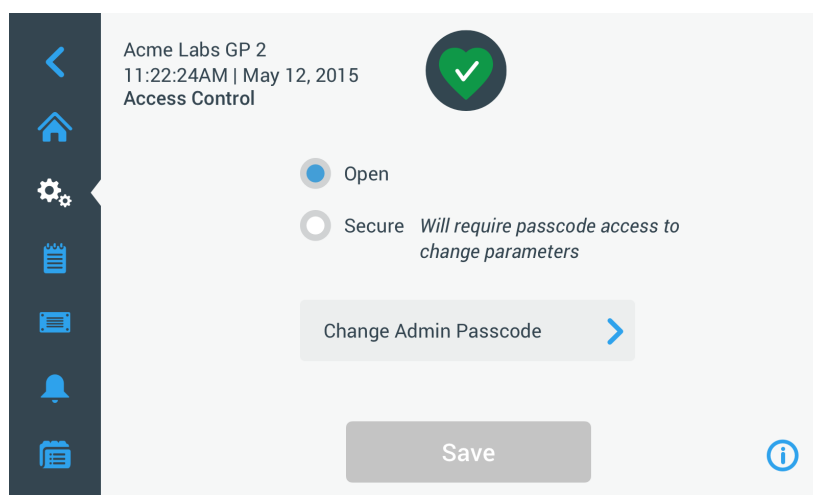 Acme Labs GP 2
11:22:24AM | May 12, 2015
Access Control
Open
Secure Will require passcode access to
change parameters
Change Admin Passcode
Save